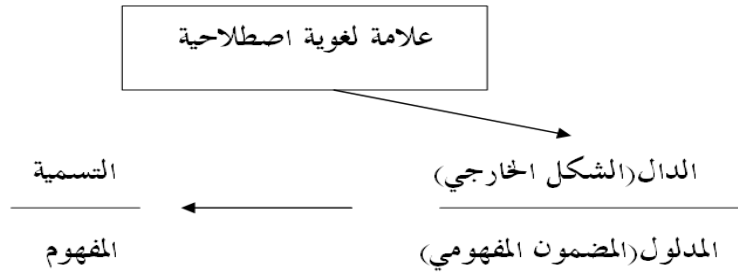 علامة لغوية اصطلاحية
الدال(الشكل الخارجي)
التسمية
المدلول(المضمون المفهومي)
المفهوم